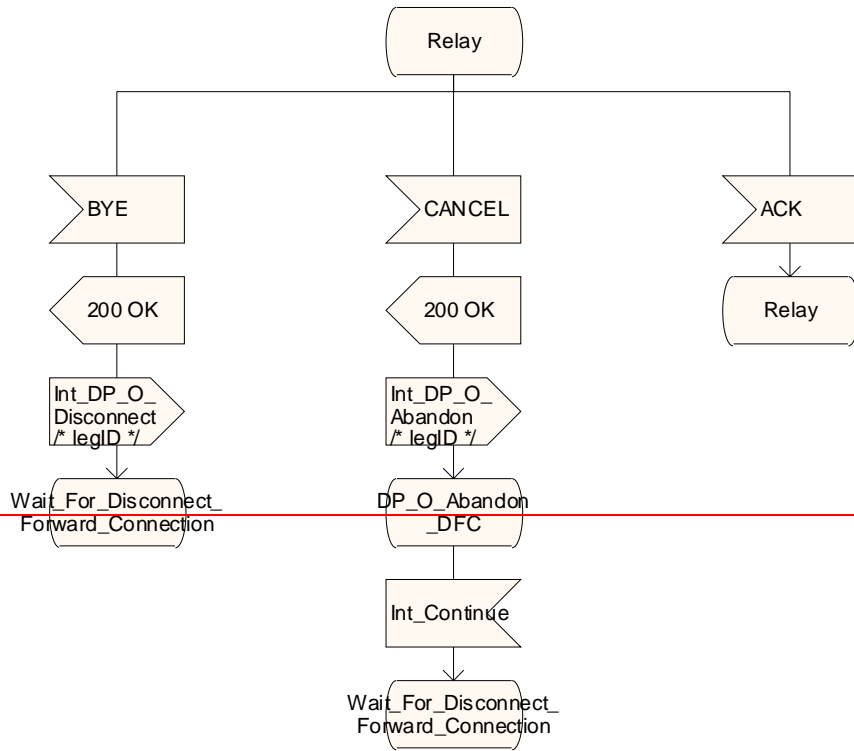 Relay
BYE
CANCEL
ACK
200 OK
200 OK
Relay
Int_DP_O_
Disconnect
/* legID */
Int_DP_O_
Abandon
/* legID */
Wait_For_Disconnect_
Forward_Connection
DP_O_Abandon
_DFC
Int_Continue
Wait_For_Disconnect_
Forward_Connection